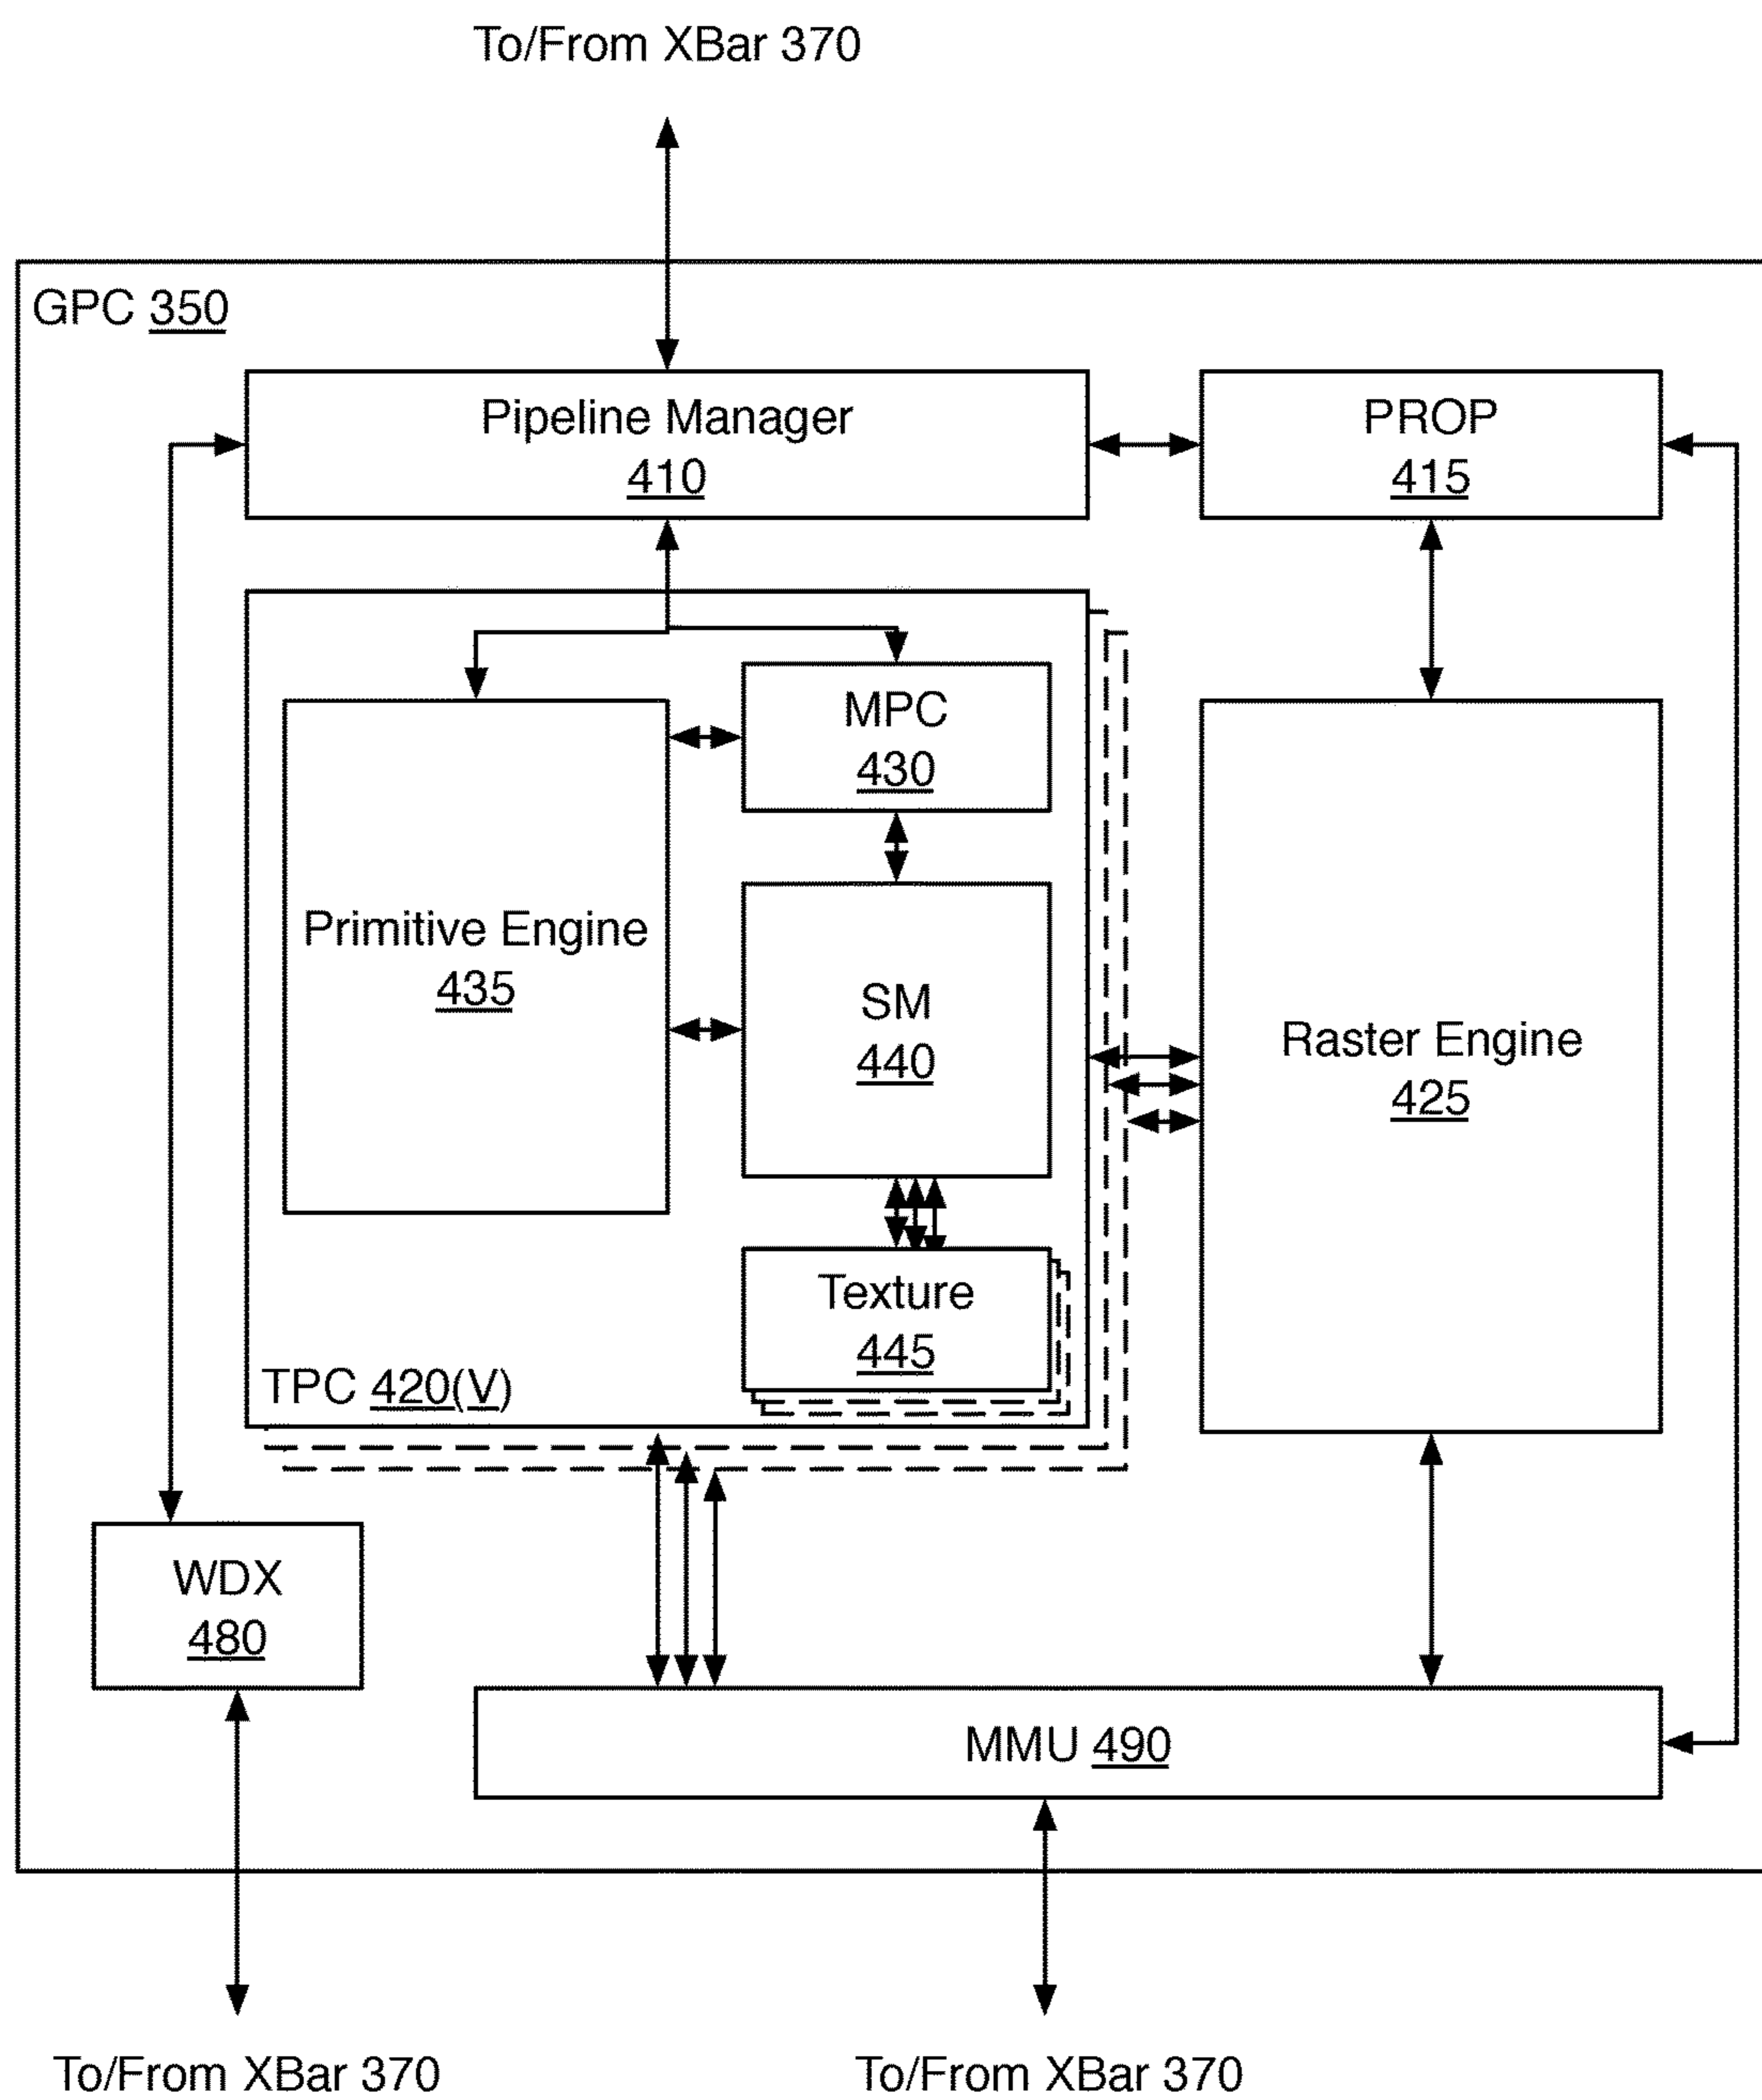 To/From XBar 370
GPC 350
Pipeline Manager
410
PROP
415
MPC
430
Primitive Engine
435
SM
440
Raster Engine
425
Texture
445
TPC 420(V)
WDX
480
MMU 490
To/From XBar 370
To/From XBar 370